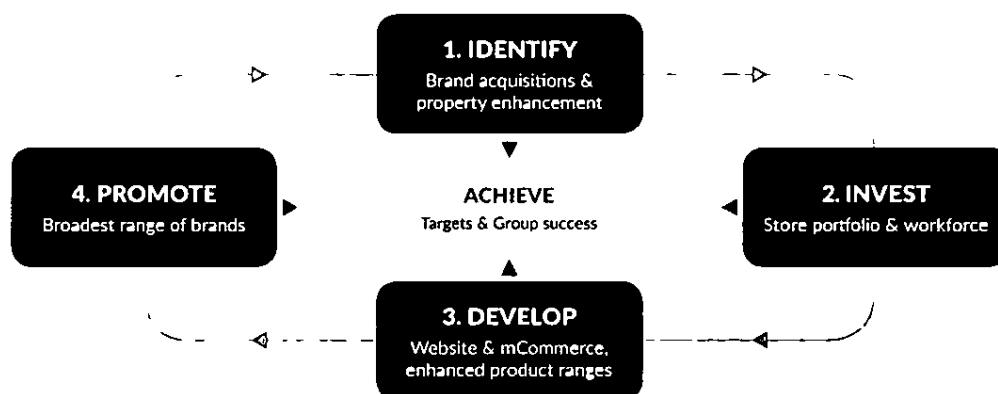 1. IDENTIFY
Brand acquisitions &
property enhancement
4. PROMOTE
Broadest range of brands
ACHIEVE
Targets & Group success
2. INVEST
Store portfolio & workforce
3. DEVELOP
Website & mCommerce,
enhanced product ranges